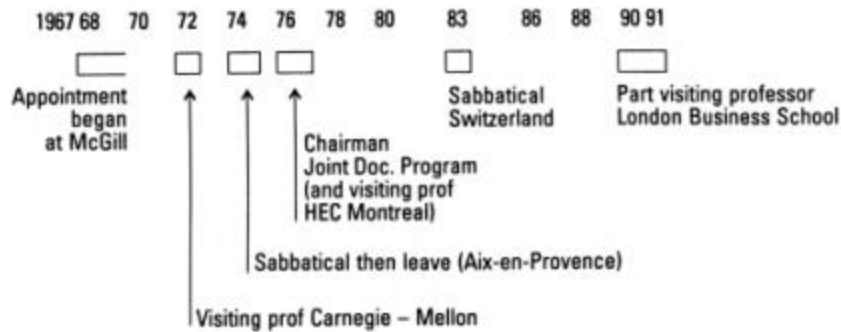 1967 68 70 72 74 76 78 80 83 86 88 90 91
Appointment
began
at McGill
Sabbatical
Switzerland
Part visiting professor
London Business School
Chairman
Joint Doc. Program
(and visiting prof
HEC Montreal)
Sabbatical then leave (Aix-en-Provence)
Visiting prof Carnegie – Mellon